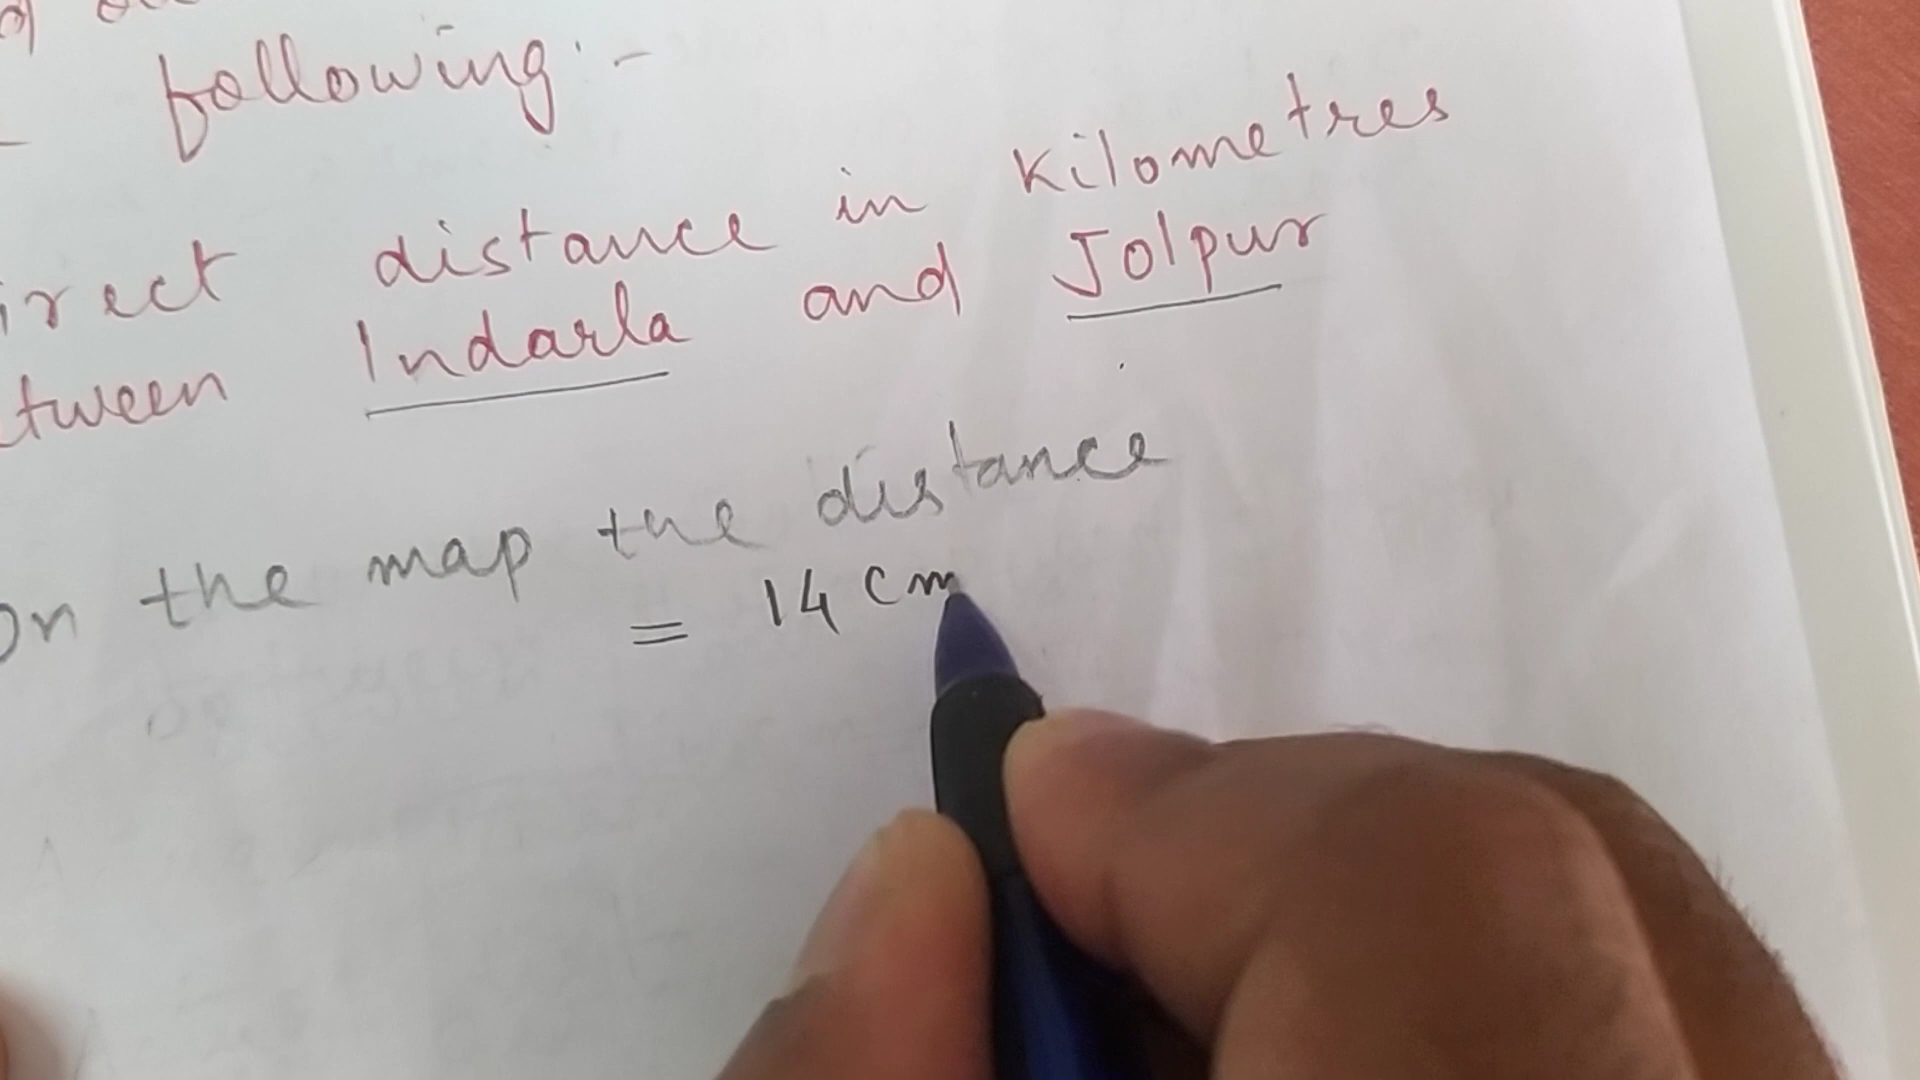 following :-
irect distance in kilometres
tween Indarla and Jolpur
On the map the distance
= 14 cm